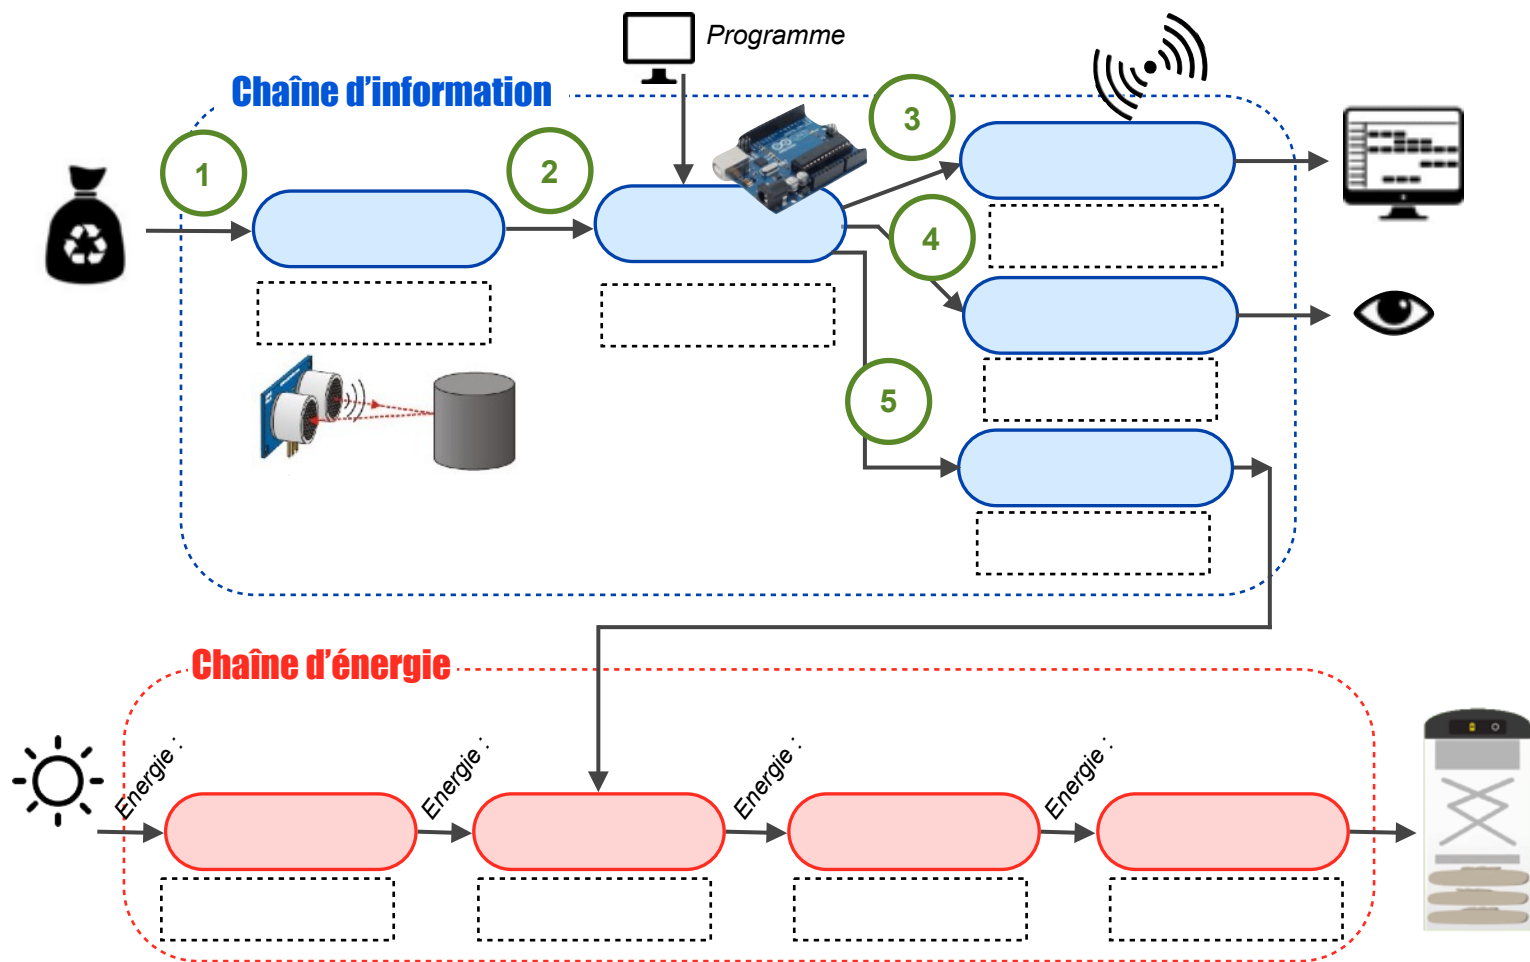 Programme
Chaîne d'information
1
2
3
4
5
Chaîne d'énergie
Energie :
Energie :
Energie :
Energie :